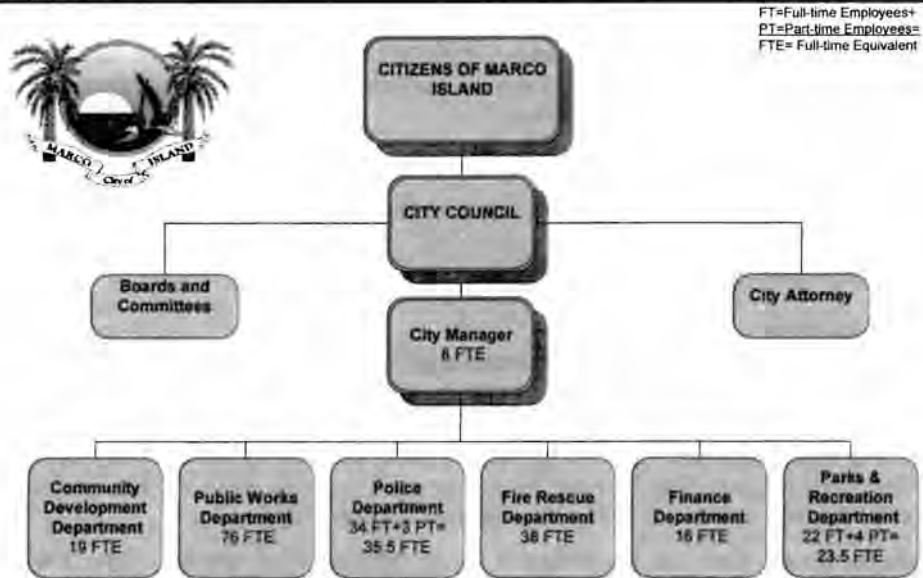 FT=Full-time Employees+
PT=Part-time Employees=
FTE= Full-time Equivalent
MARCO ISLAND
City of
CITIZENS OF MARCO
ISLAND
CITY COUNCIL
Boards and
Committees
City Attorney
City Manager
FTE
Community
Development
Department
19 FTE
Public Works
Department
76 FTE
Police
Department
34 FT+3 PT=
35.5 FTE
Fire Rescue
Department
38 FTE
Finance
Department
16 FTE
Parks &
Recreation
Department
22 FT+4 PT=
23.5 FTE